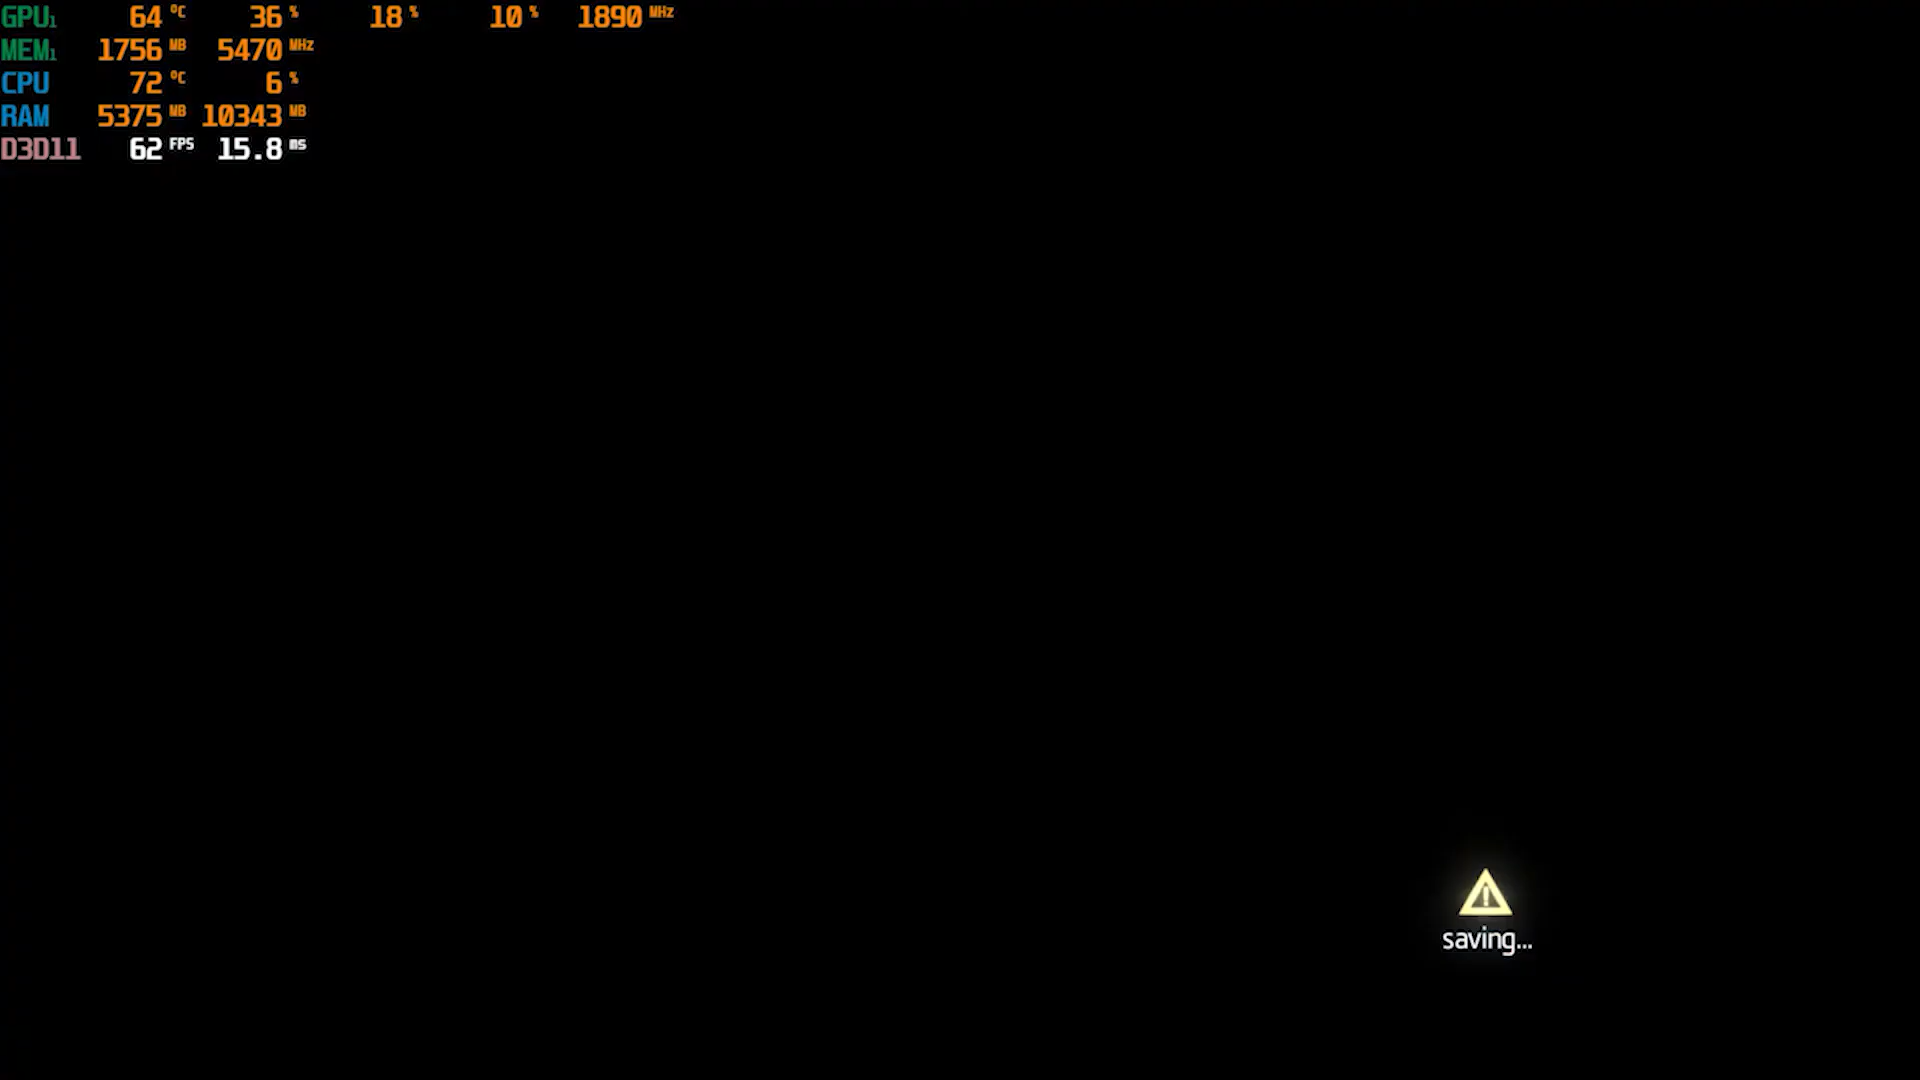 GPU1 64 °C 36 % 18 % 10 % 1890 MHz
MEM1 1756 MB 5470 MHz
CPU 72 °C 6 %
RAM 5375 MB 10343 MB
D3D11 62 FPS 15.8 ms
!
saving...